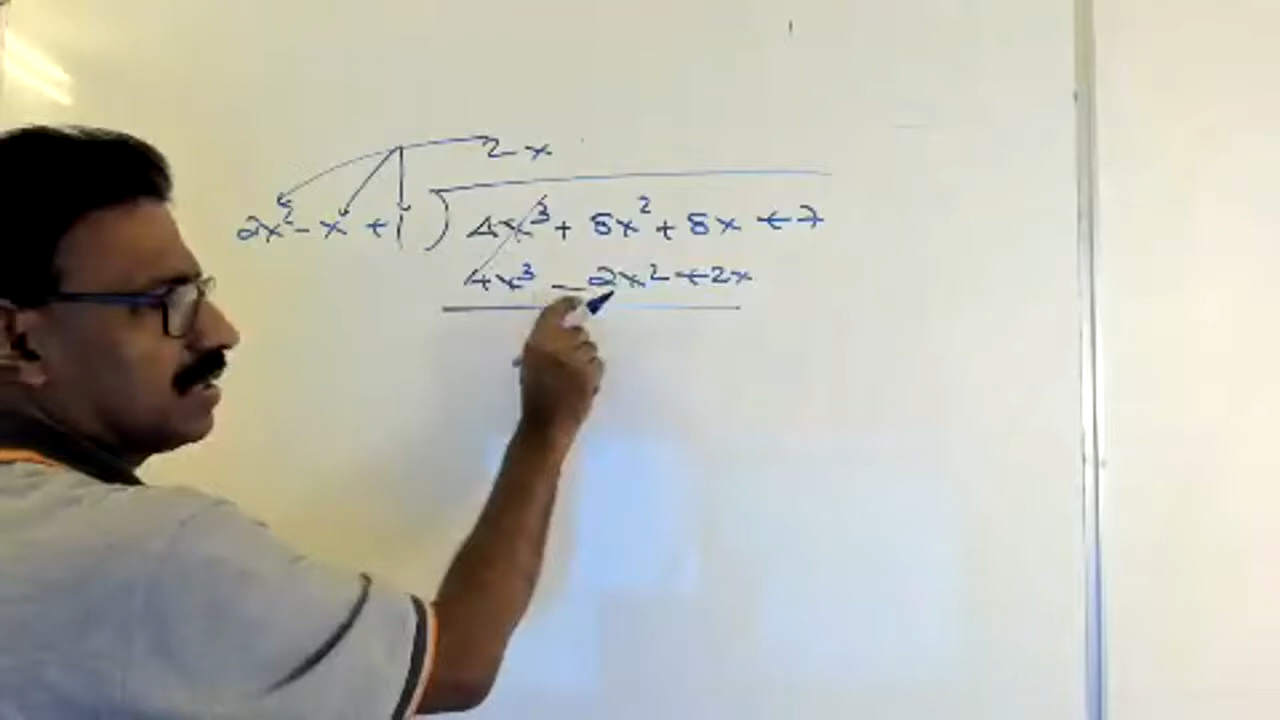 2x
2x² - x + 1 ) 4x³ + 8x² + 8x + 7
4x³ - 2x² + 2x